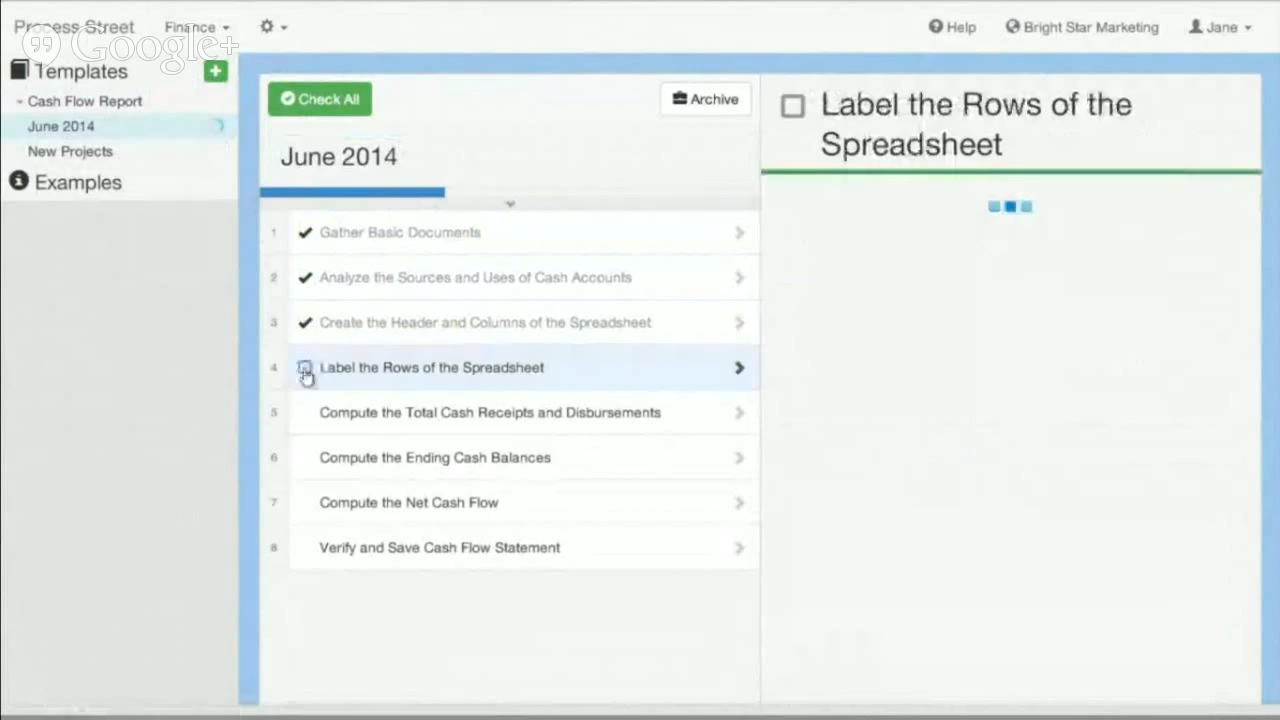 Process Street
Finance
Help
Bright Star Marketing
Jane
Google+
Templates
Cash Flow Report
June 2014
New Projects
Examples
Check All
Archive
June 2014
1 Gather Basic Documents
2 Analyze the Sources and Uses of Cash Accounts
3 Create the Header and Columns of the Spreadsheet
4 Label the Rows of the Spreadsheet
5 Compute the Total Cash Receipts and Disbursements
6 Compute the Ending Cash Balances
7 Compute the Net Cash Flow
8 Verify and Save Cash Flow Statement
Label the Rows of the
Spreadsheet